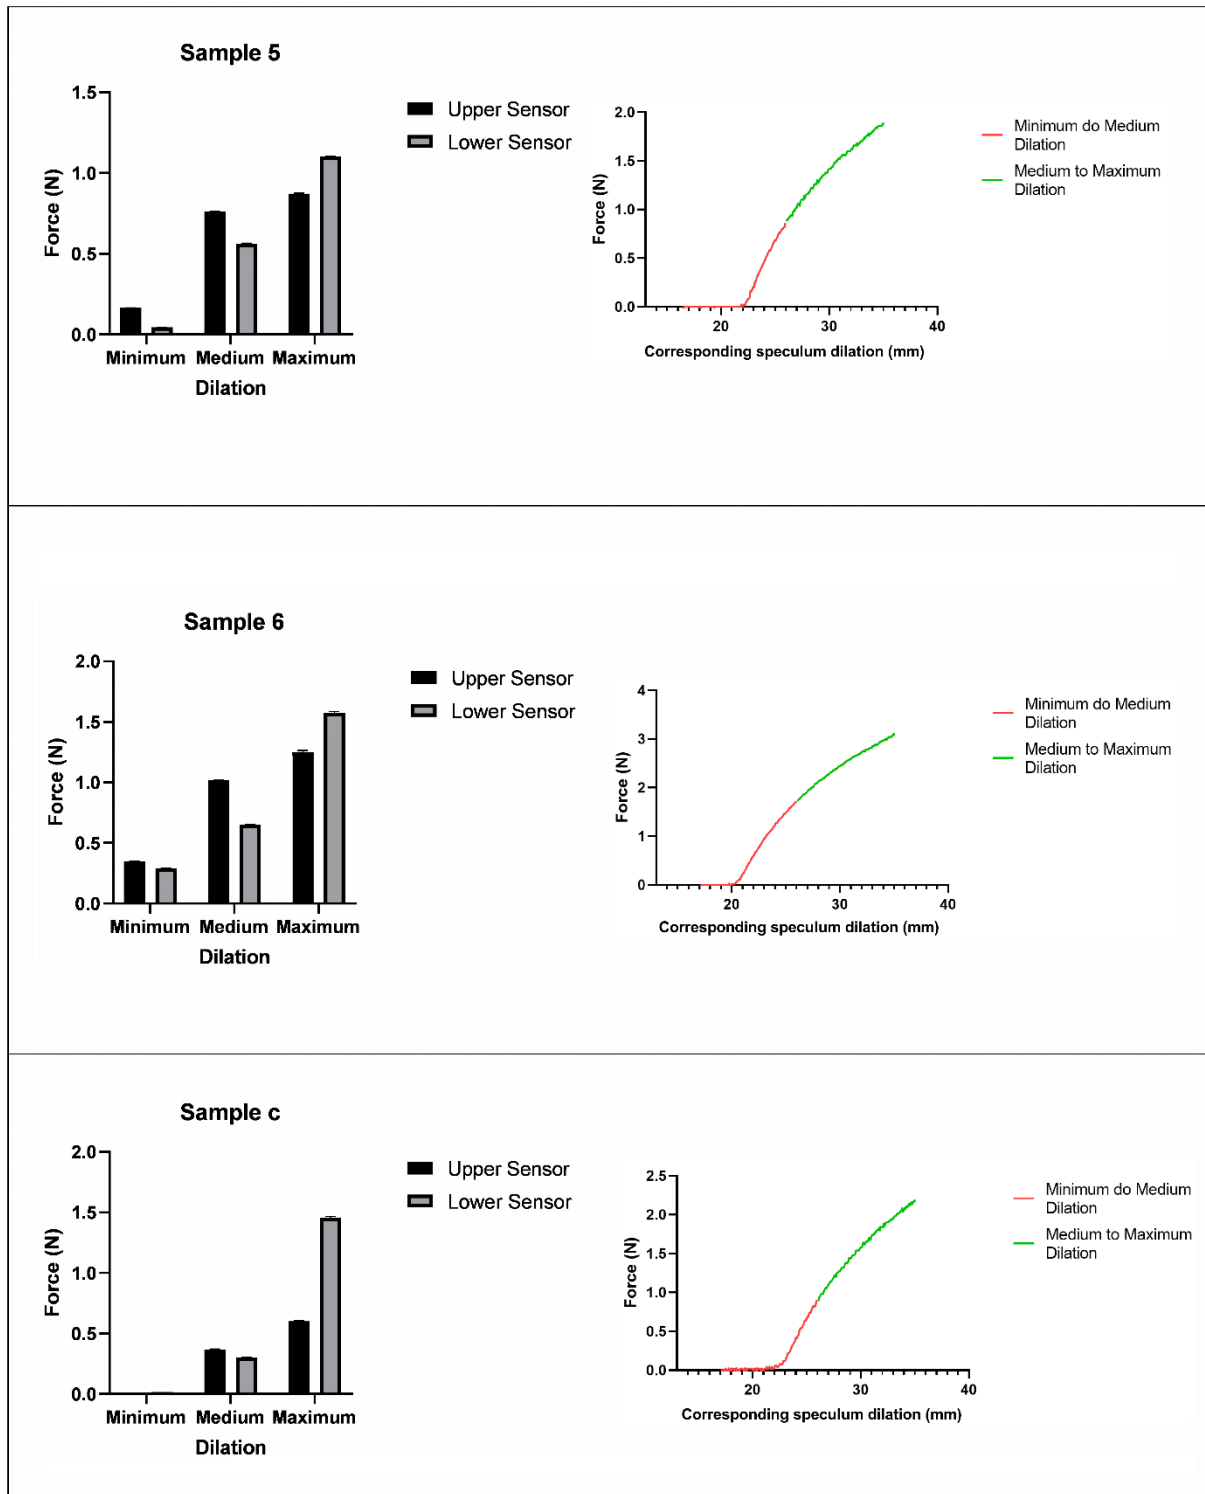 Sample 5
1.5
1.0
0.5
0.0
Force (N)
Minimum Medium Maximum
Dilation
Upper Sensor
Lower Sensor
2.0
1.5
1.0
0.5
0.0
Force (N)
20 30 40
Corresponding speculum dilation (mm)
Minimum do Medium
Dilation
Medium to Maximum
Dilation
Sample 6
2.0
1.5
1.0
0.5
0.0
Force (N)
Minimum Medium Maximum
Dilation
Upper Sensor
Lower Sensor
4
3
2
1
0
Force (N)
20 30 40
Corresponding speculum dilation (mm)
Minimum do Medium
Dilation
Medium to Maximum
Dilation
Sample c
2.0
1.5
1.0
0.5
0.0
Force (N)
Minimum Medium Maximum
Dilation
Upper Sensor
Lower Sensor
2.5
2.0
1.5
1.0
0.5
0.0
Force (N)
20 30 40
Corresponding speculum dilation (mm)
Minimum do Medium
Dilation
Medium to Maximum
Dilation